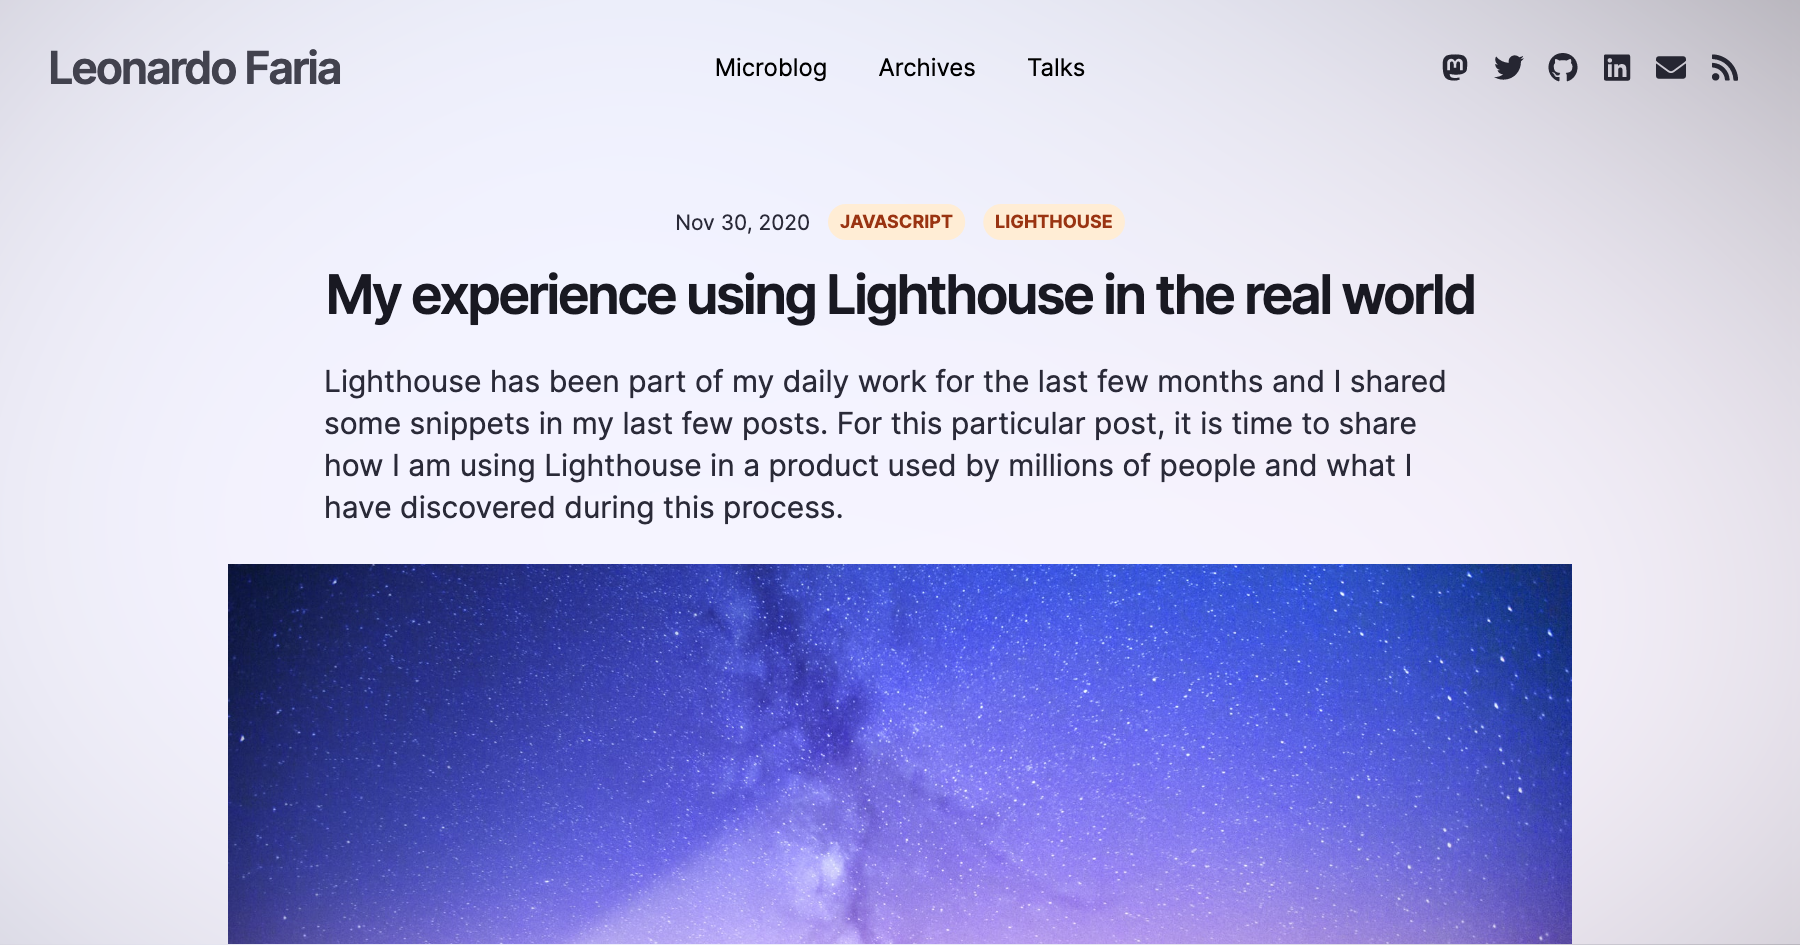 Leonardo Faria
Microblog Archives Talks
Nov 30, 2020 JAVASCRIPT LIGHTHOUSE
My experience using Lighthouse in the real world
Lighthouse has been part of my daily work for the last few months and I shared
some snippets in my last few posts. For this particular post, it is time to share
how I am using Lighthouse in a product used by millions of people and what I
have discovered during this process.